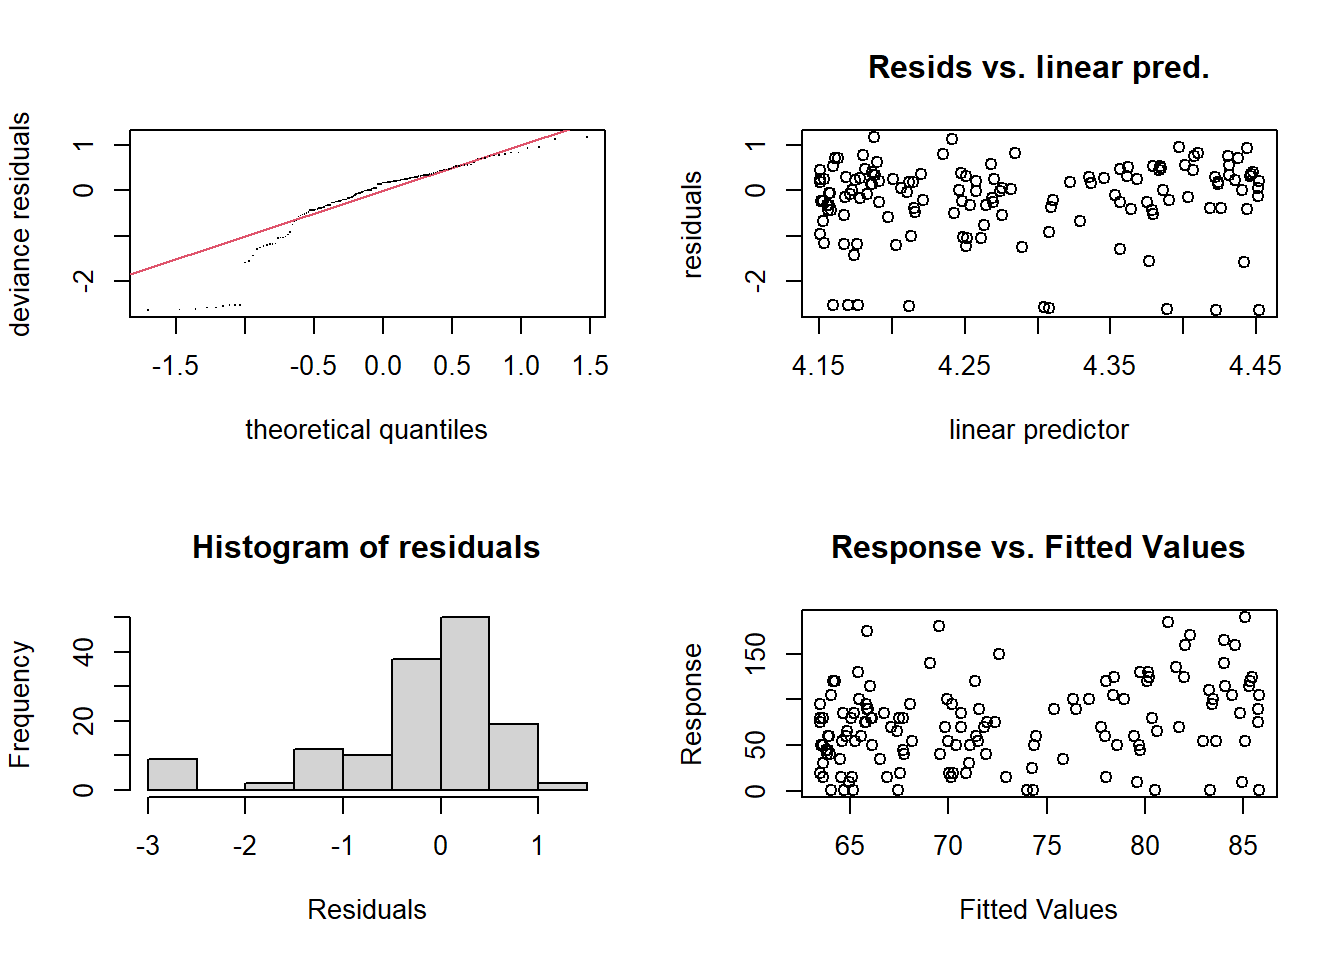 deviance residuals
1
0
-2
-1.5
-0.5
0.0
0.5
1.0
1.5
theoretical quantiles
Resids vs. linear pred.
residuals
1
0
-2
4.15
4.25
4.35
4.45
linear predictor
Histogram of residuals
Frequency
40
20
0
-3
-2
-1
0
1
Residuals
Response vs. Fitted Values
Response
150
50
0
65
70
75
80
85
Fitted Values